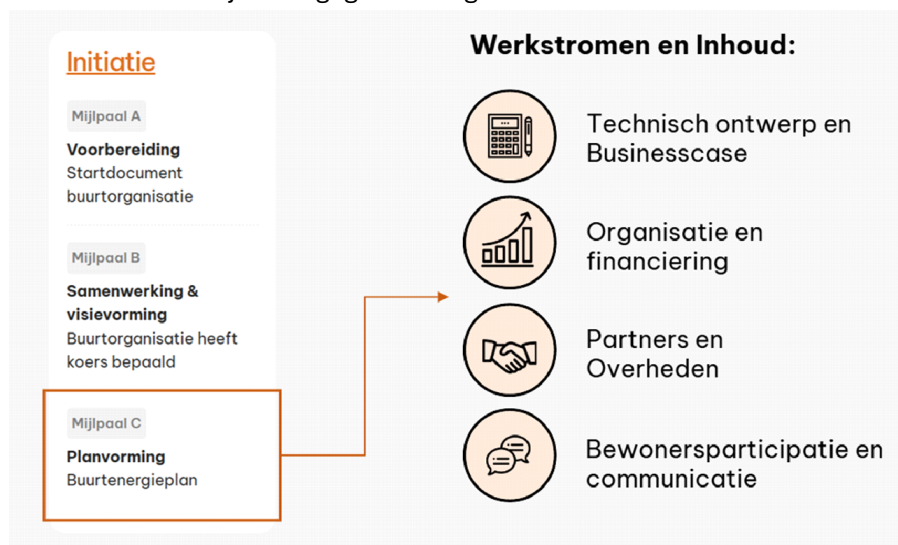 Initiatie
Mijlpaal A
Voorbereiding
Startdocument
buurtorganisatie
Mijlpaal B
Samenwerking &
visievorming
Buurtorganisatie heeft
koers bepaald
Mijlpaal C
Planvorming
Buurtenergieplan
Werkstromen en Inhoud:
Technisch ontwerp en
Businesscase
Organisatie en
financiering
Partners en
Overheden
Bewonersparticipatie en
communicatie